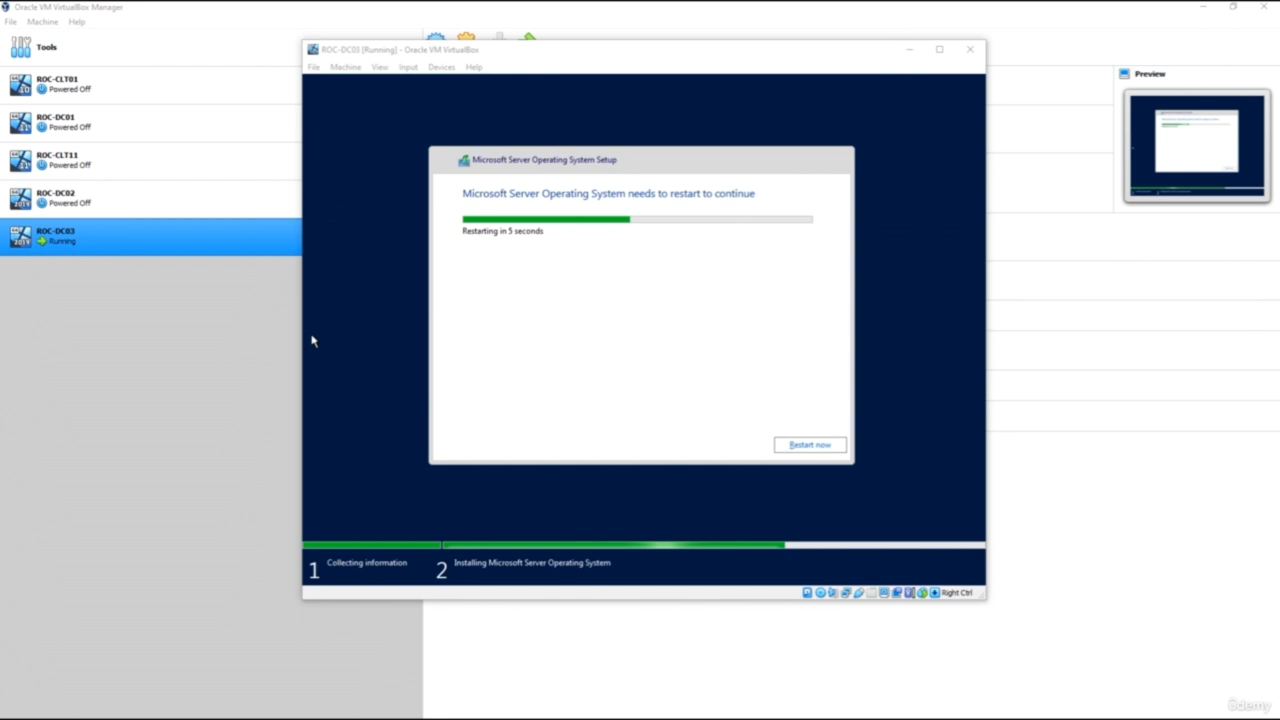 Oracle VM VirtualBox Manager
File Machine Help
Tools
ROC-CLT01
Powered Off
ROC-DC01
Powered Off
ROC-CLT11
Powered Off
ROC-DC02
Powered Off
ROC-DC03
Running
ROC-DC03 [Running] - Oracle VM VirtualBox
File Machine View Input Devices Help
Microsoft Server Operating System Setup
Microsoft Server Operating System needs to restart to continue
Restarting in 5 seconds
Restart now
1 Collecting information 2 Installing Microsoft Server Operating System
Right Ctrl
Preview
ûdemy